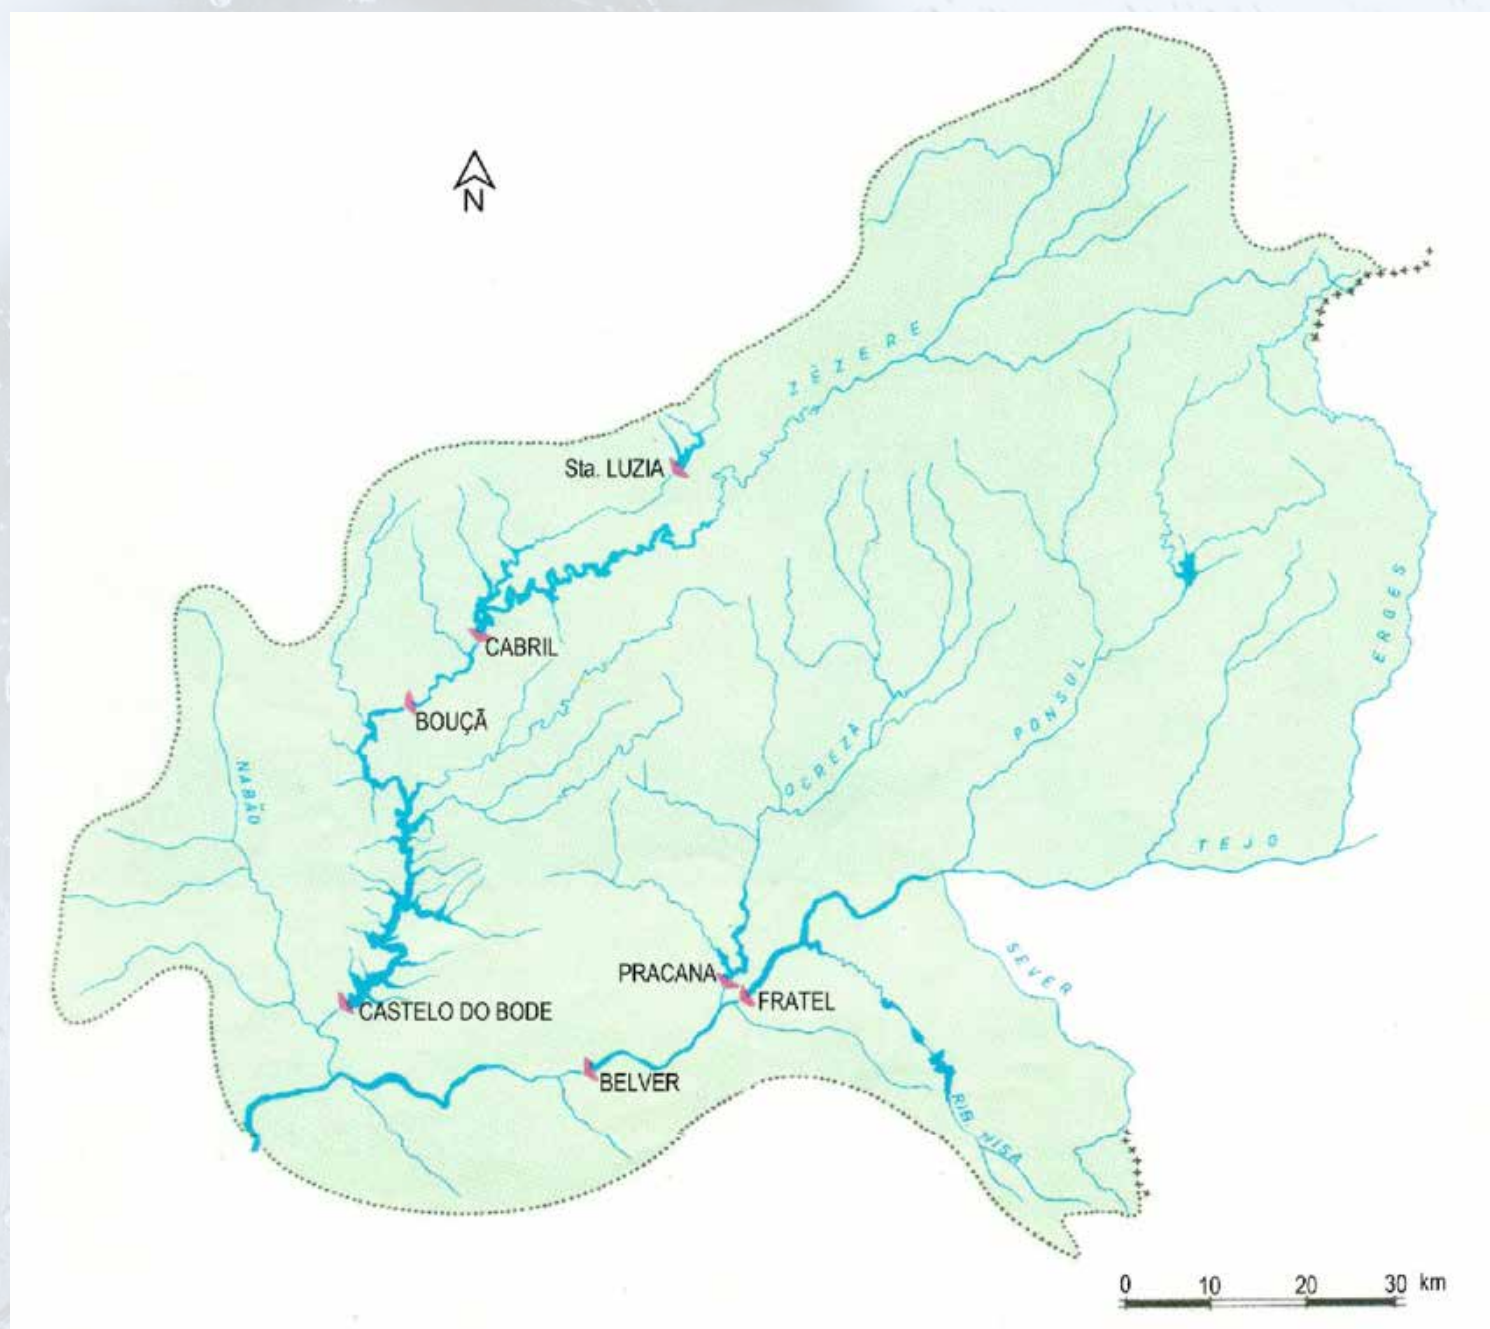 N
ZÊZERE
Sta. LUZIA
CABRIL
BOUÇÃ
ERGES
PONSUL
OCREZA
NABÃO
TEJO
SEVER
PRACANA
FRATEL
CASTELO DO BODE
BELVER
RIB. NISA
0 10 20 30 km